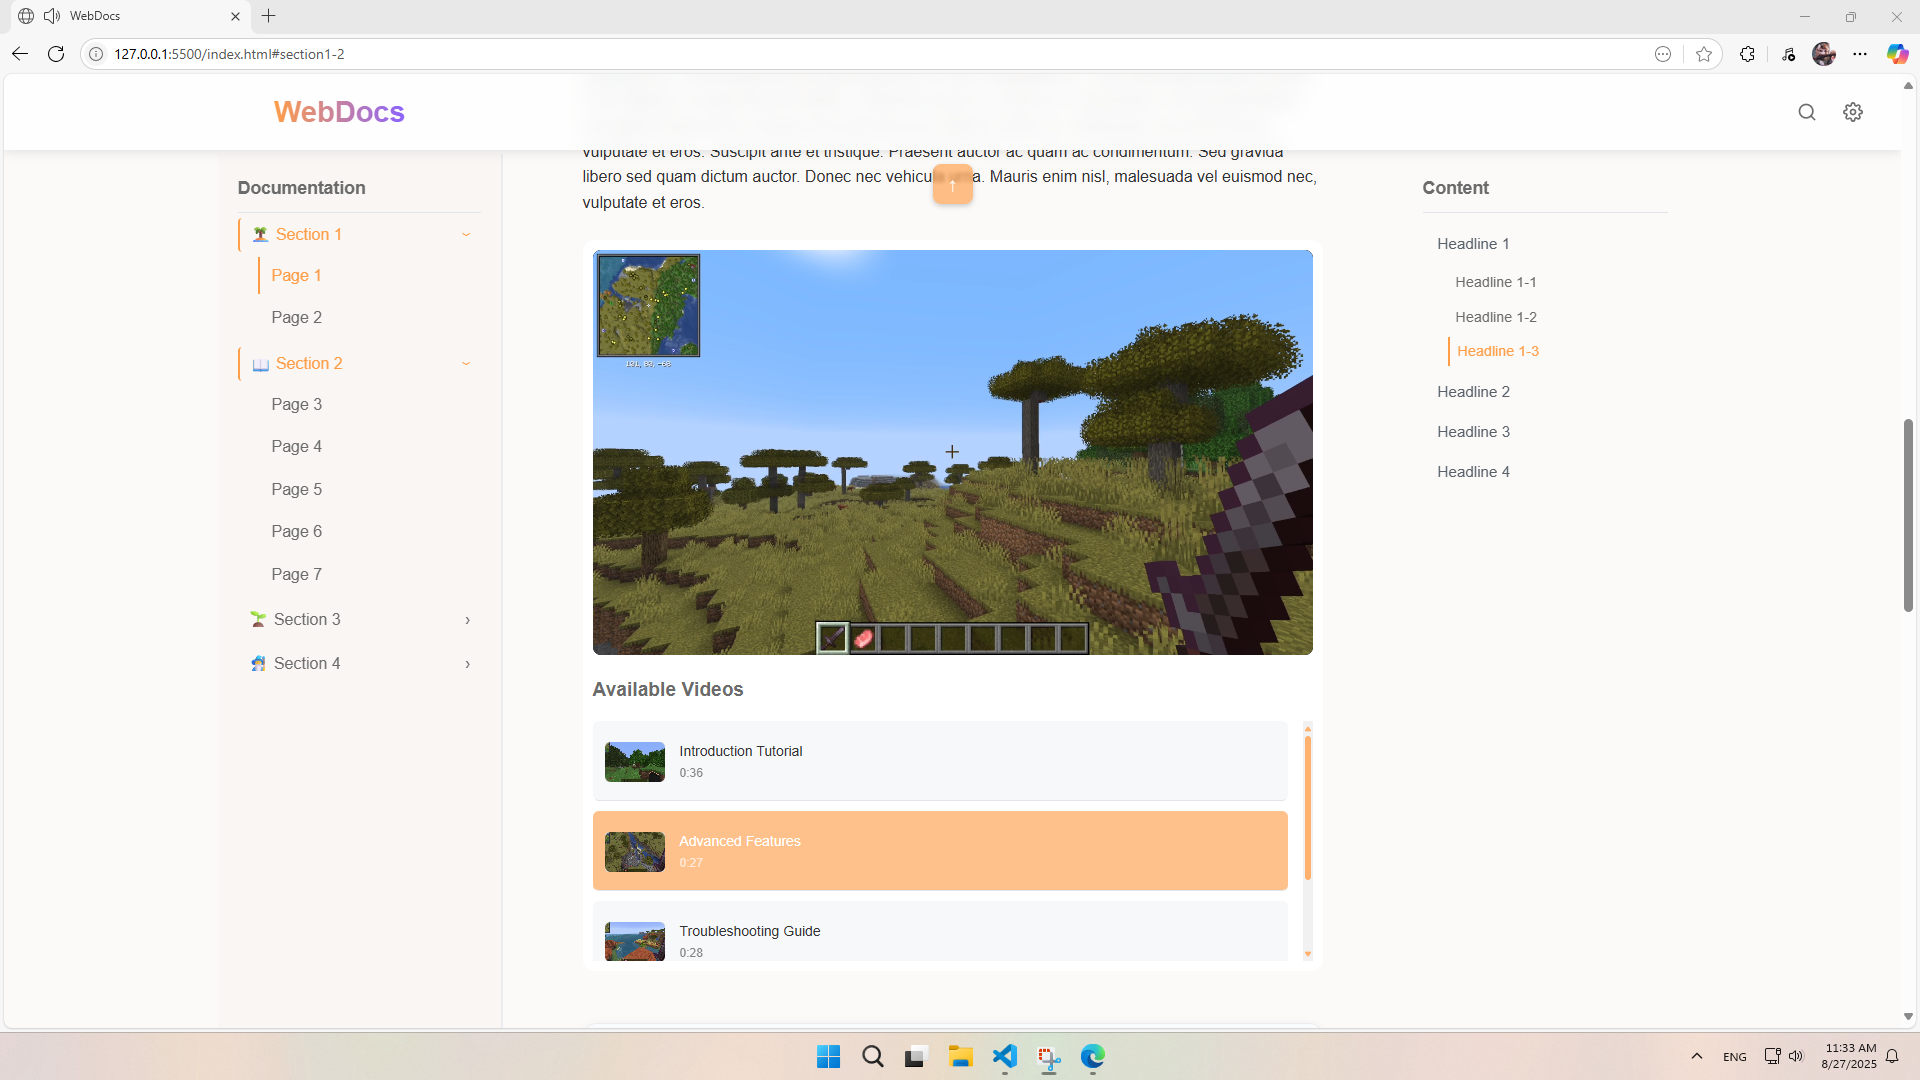 WebDocs
127.0.0.1:5500/index.html#section1-2
WebDocs
Documentation
Section 1
Page 1
Page 2
Section 2
Page 3
Page 4
Page 5
Page 6
Page 7
Section 3
Section 4
vulputate et eros. Suscipit ante et tristique. Praesent auctor ac quam ac condimentum. Sed gravida
libero sed quam dictum auctor. Donec nec vehicula urna. Mauris enim nisl, malesuada vel euismod nec,
vulputate et eros.
Available Videos
Introduction Tutorial
0:36
Advanced Features
0:27
Troubleshooting Guide
0:28
Content
Headline 1
Headline 1-1
Headline 1-2
Headline 1-3
Headline 2
Headline 3
Headline 4
ENG
11:33 AM
8/27/2025